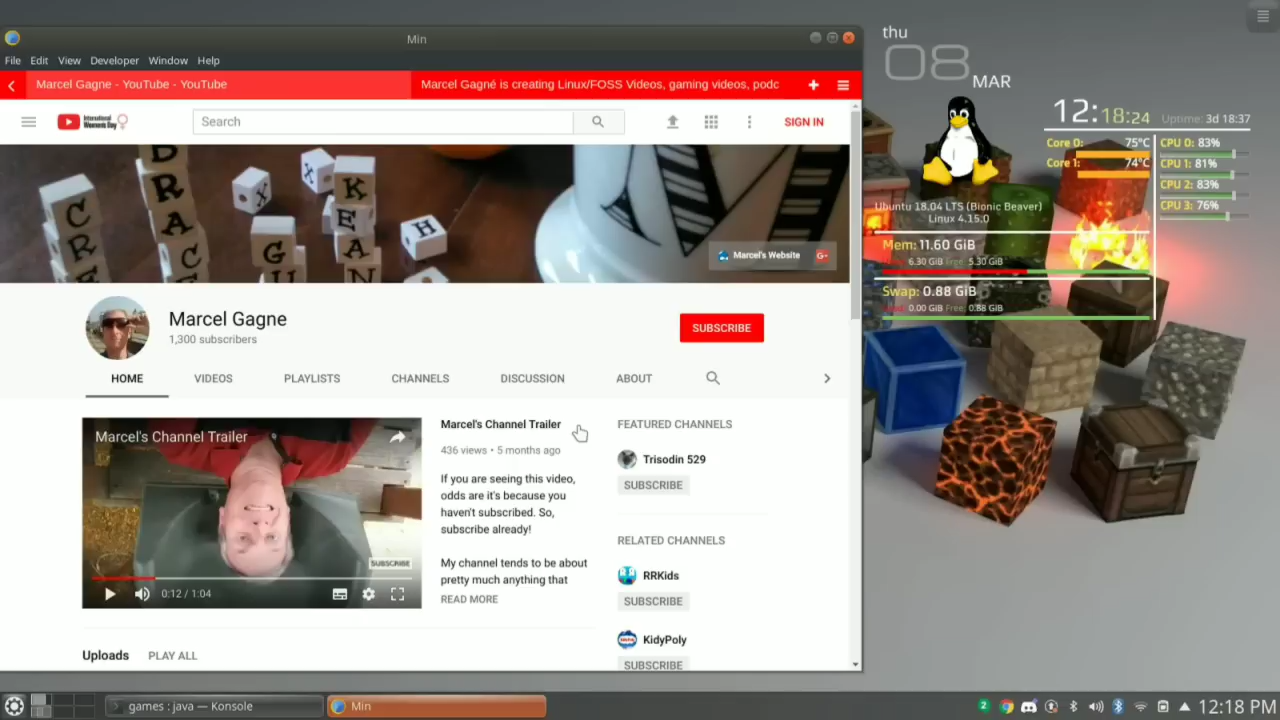 Min
File Edit View Developer Window Help
Marcel Gagne - YouTube - YouTube
Marcel Gagné is creating Linux/FOSS Videos, gaming videos, podc
International
Women's Day
Search
SIGN IN
Marcel's Website
G+
Marcel Gagne
1,300 subscribers
SUBSCRIBE
HOME VIDEOS PLAYLISTS CHANNELS DISCUSSION ABOUT
Marcel's Channel Trailer
SUBSCRIBE
0:12 / 1:04
Marcel's Channel Trailer
436 views • 5 months ago
If you are seeing this video,
odds are it's because you
haven't subscribed. So,
subscribe already!
My channel tends to be about
pretty much anything that
READ MORE
FEATURED CHANNELS
Trisodin 529
SUBSCRIBE
RELATED CHANNELS
RRKids
SUBSCRIBE
KidyPoly
SUBSCRIBE
Uploads PLAY ALL
thu
08
MAR
12:18:24 Uptime: 3d 18:37
Core 0: 75°C
Core 1: 74°C
CPU 0: 83%
CPU 1: 81%
CPU 2: 83%
CPU 3: 76%
Ubuntu 18.04 LTS (Bionic Beaver)
Linux 4.15.0
Mem: 11.60 GiB
6.30 GiB Free: 5.30 GiB
Swap: 0.88 GiB
0.00 GiB Free: 0.88 GiB
games : java — Konsole
Min
12:18 PM